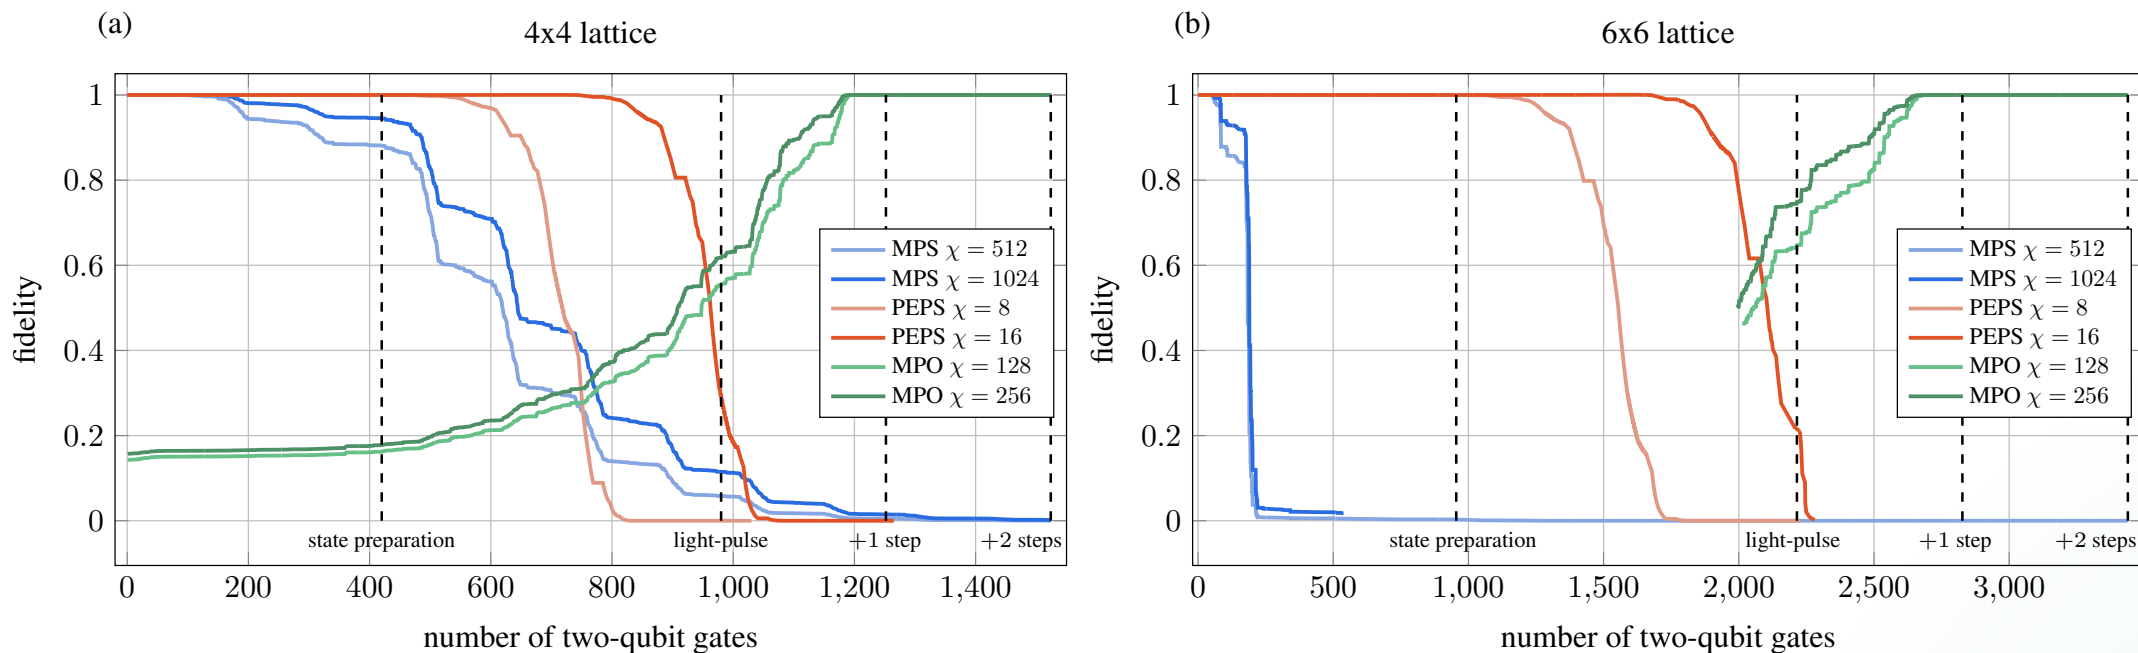 (a)
4x4 lattice
fidelity
1
0.8
0.6
0.4
0.2
0
MPS χ = 512
MPS χ = 1024
PEPS χ = 8
PEPS χ = 16
MPO χ = 128
MPO χ = 256
state preparation
light-pulse
+1 step
+2 steps
0 200 400 600 800 1,000 1,200 1,400
number of two-qubit gates
(b)
6x6 lattice
fidelity
1
0.8
0.6
0.4
0.2
0
MPS χ = 512
MPS χ = 1024
PEPS χ = 8
PEPS χ = 16
MPO χ = 128
MPO χ = 256
state preparation
light-pulse
+1 step
+2 steps
0 500 1,000 1,500 2,000 2,500 3,000
number of two-qubit gates